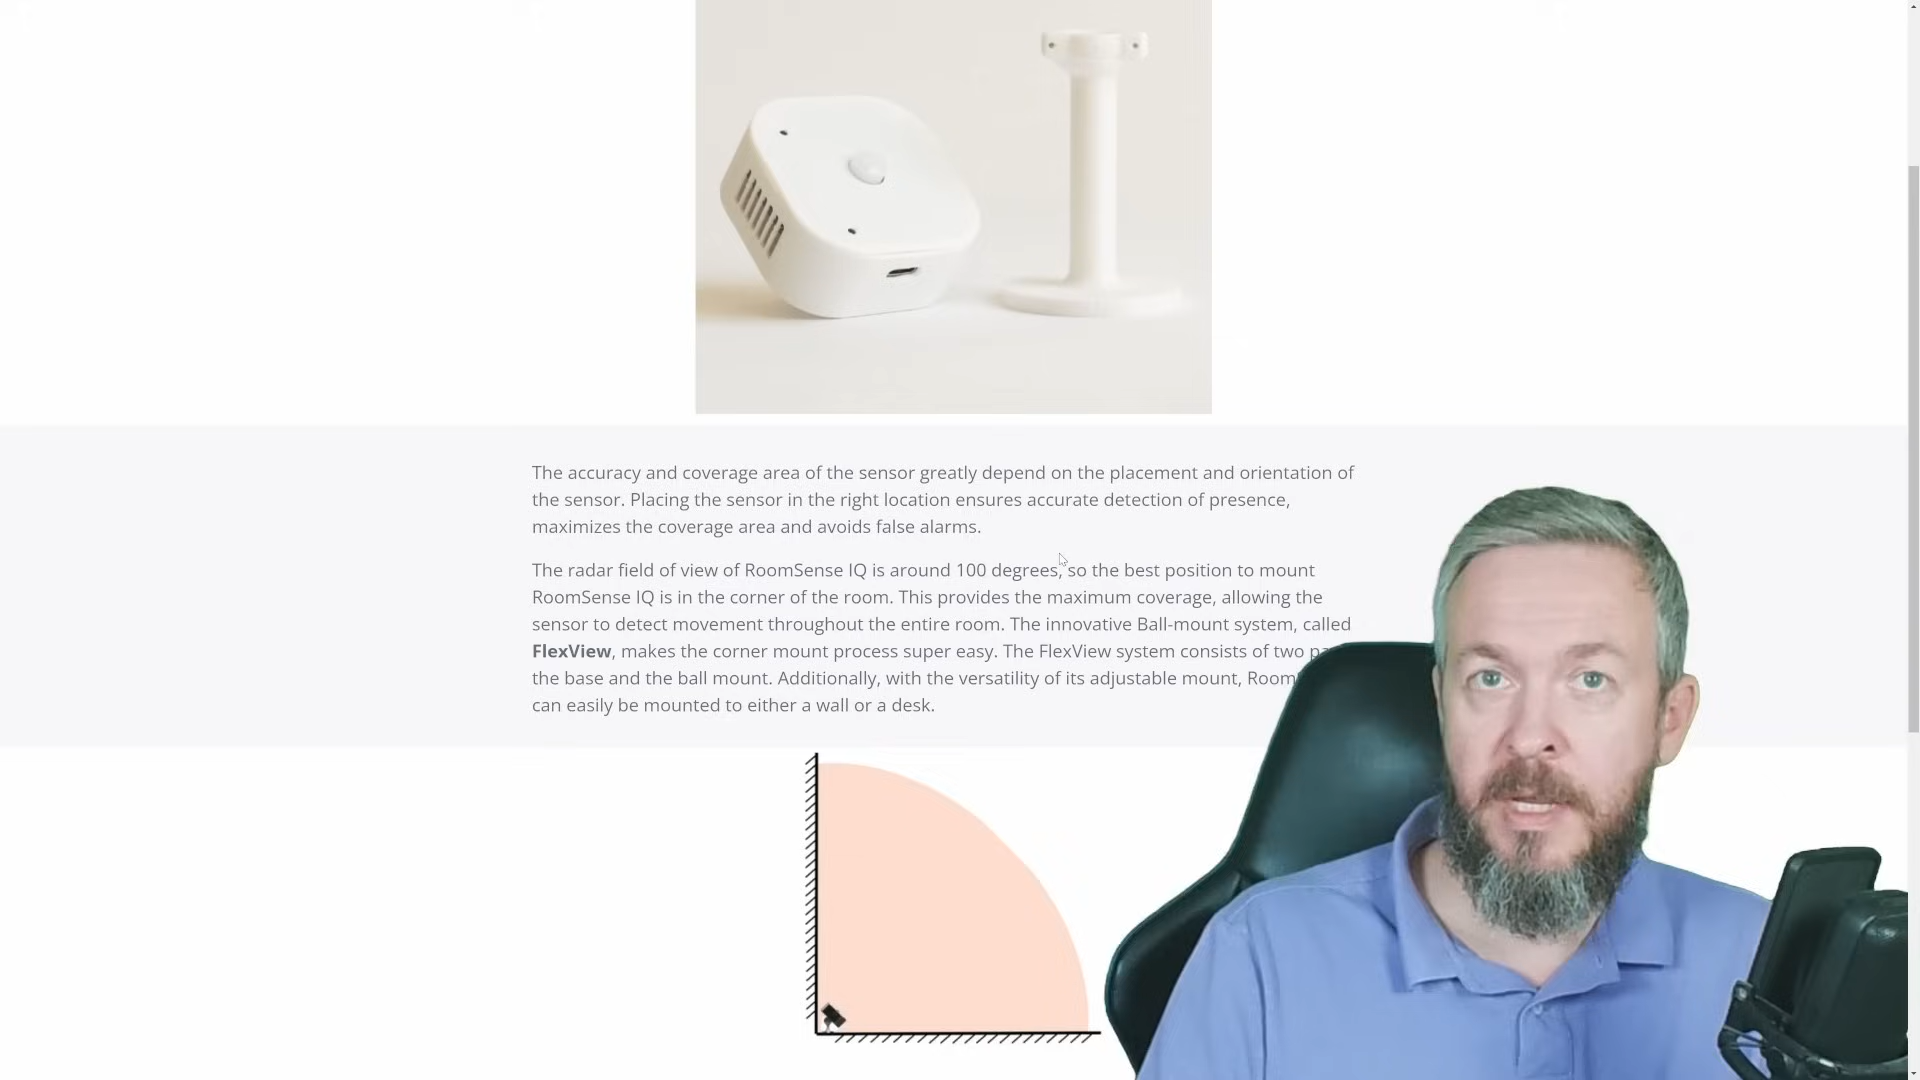 The accuracy and coverage area of the sensor greatly depend on the placement and orientation of
the sensor. Placing the sensor in the right location ensures accurate detection of presence,
maximizes the coverage area and avoids false alarms.
The radar field of view of RoomSense IQ is around 100 degrees, so the best position to mount
RoomSense IQ is in the corner of the room. This provides the maximum coverage, allowing the
sensor to detect movement throughout the entire room. The innovative Ball-mount system, called
FlexView, makes the corner mount process super easy. The FlexView system consists of two
the base and the ball mount. Additionally, with the versatility of its adjustable mount,
can easily be mounted to either a wall or a desk.